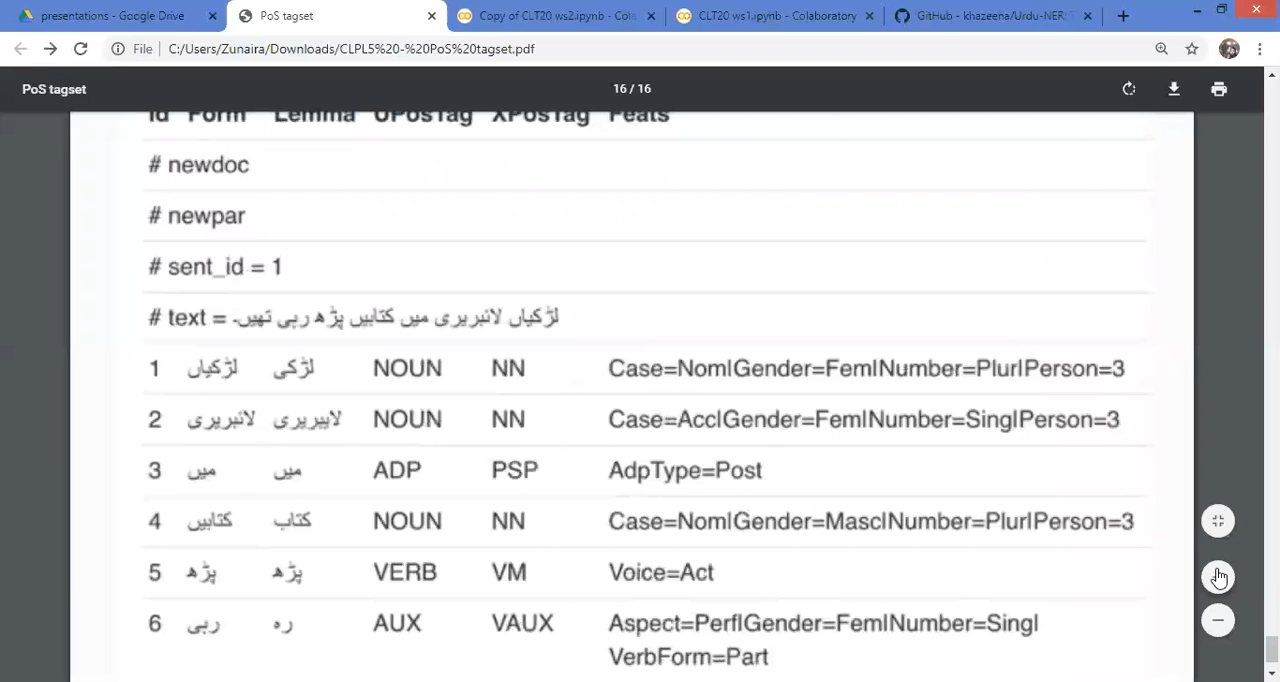 presentations - Google Drive
PoS tagset
Copy of CLT20 ws2.ipynb - Cola
CLT20 ws1.ipynb - Colaboratory
GitHub - khazeena/Urdu-NER:
File
C:/Users/Zunaira/Downloads/CLPL5%20-%20PoS%20tagset.pdf
PoS tagset
16 / 16
Id Form Lemma UPosTag XPosTag Feats
# newdoc
# newpar
# sent_id = 1
# text = لڑکیاں لائبریری میں کتابیں پڑھ رہی تھیں۔
1 لڑکیاں لڑکی NOUN NN Case=Nom|Gender=Fem|Number=Plur|Person=3
2 لائبریری لائبریری NOUN NN Case=Acc|Gender=Fem|Number=Sing|Person=3
3 میں میں ADP PSP AdpType=Post
4 کتابیں کتاب NOUN NN Case=Nom|Gender=Masc|Number=Plur|Person=3
5 پڑھ پڑھ VERB VM Voice=Act
6 رہی رہ AUX VAUX Aspect=Perf|Gender=Fem|Number=Sing|
VerbForm=Part